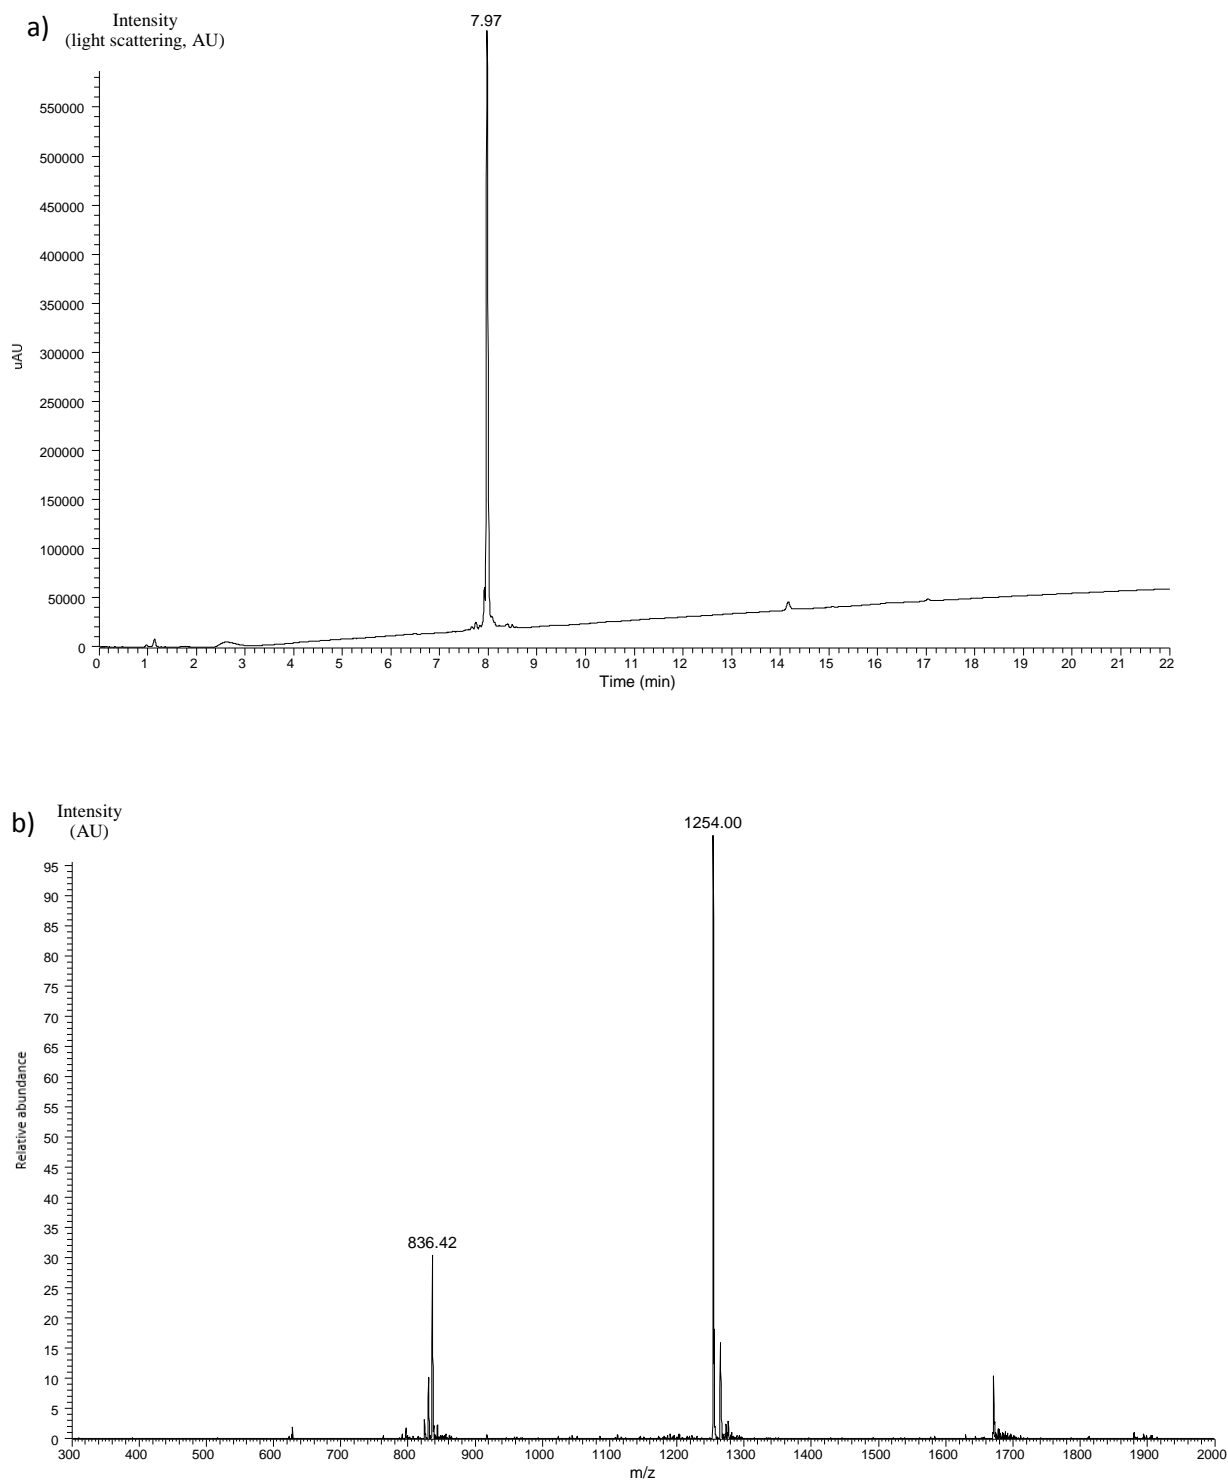 a)
Intensity
(light scattering, AU)
7.97
550000
500000
450000
400000
350000
300000
250000
200000
150000
100000
50000
0
uAU
0 1 2 3 4 5 6 7 8 9 10 11 12 13 14 15 16 17 18 19 20 21 22
Time (min)
b)
Intensity
(AU)
1254.00
95
90
85
80
75
70
65
60
55
50
45
40
35
30
25
20
15
10
5
0
Relative abundance
836.42
300 400 500 600 700 800 900 1000 1100 1200 1300 1400 1500 1600 1700 1800 1900 2000
m/z